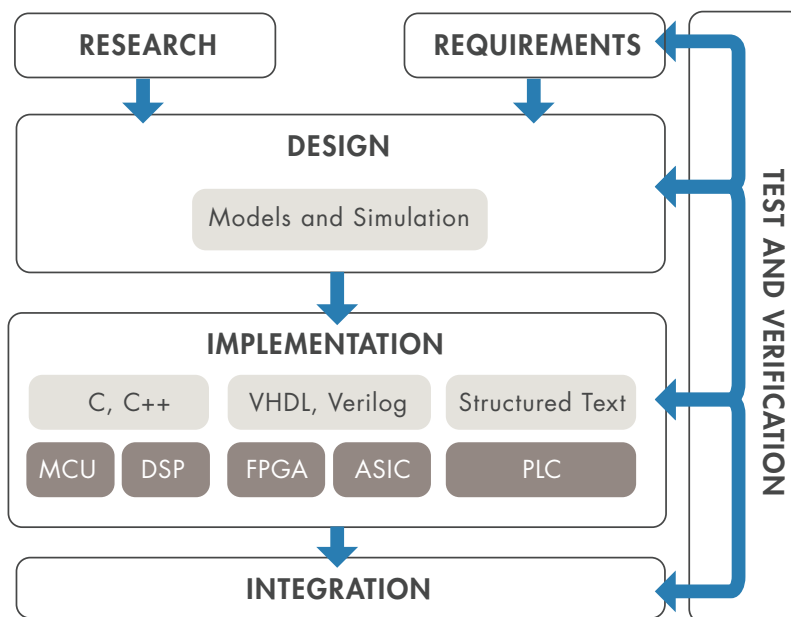 RESEARCH
REQUIREMENTS
DESIGN
Models and Simulation
IMPLEMENTATION
C, C++
VHDL, Verilog
Structured Text
MCU
DSP
FPGA
ASIC
PLC
INTEGRATION
TEST AND VERIFICATION